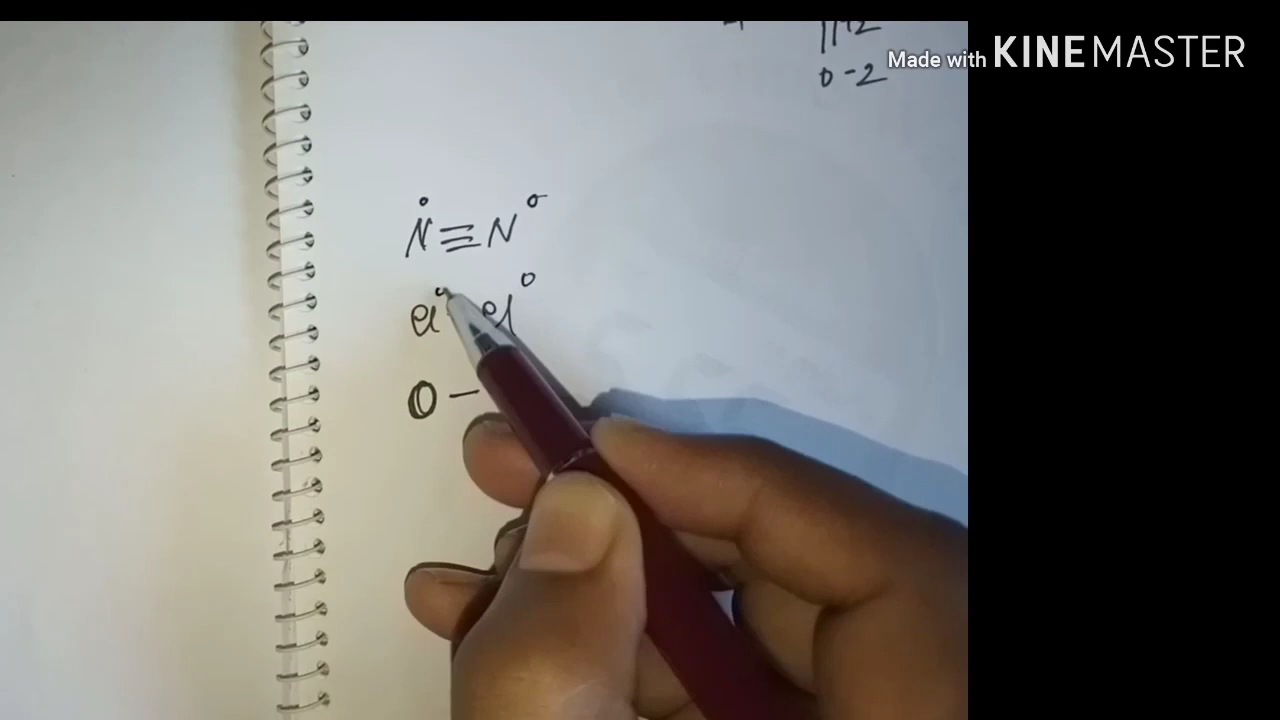 Made with KINEMASTER
0-2
N° ≡ N°
Cl° Cl°
O —